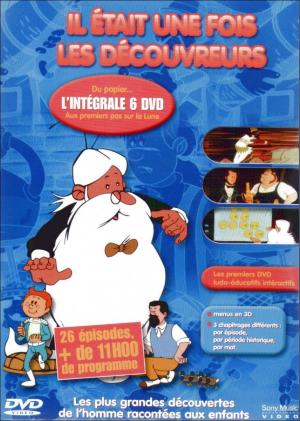 IL ÉTAIT UNE FOIS
LES DÉCOUVREURS
Du papier...
L'INTÉGRALE 6 DVD
Aux premiers pas sur la Lune
Les premiers DVD
ludo-éducatifs intéractifs
• menus en 3D
• 3 chapitrages différents :
par épisode,
par période historique,
par mot.
26 épisodes,
+ de 11H00
de programme
Les plus grandes découvertes
de l'homme racontées aux enfants
DVD
VIDEO
Sony Music
VIDEO